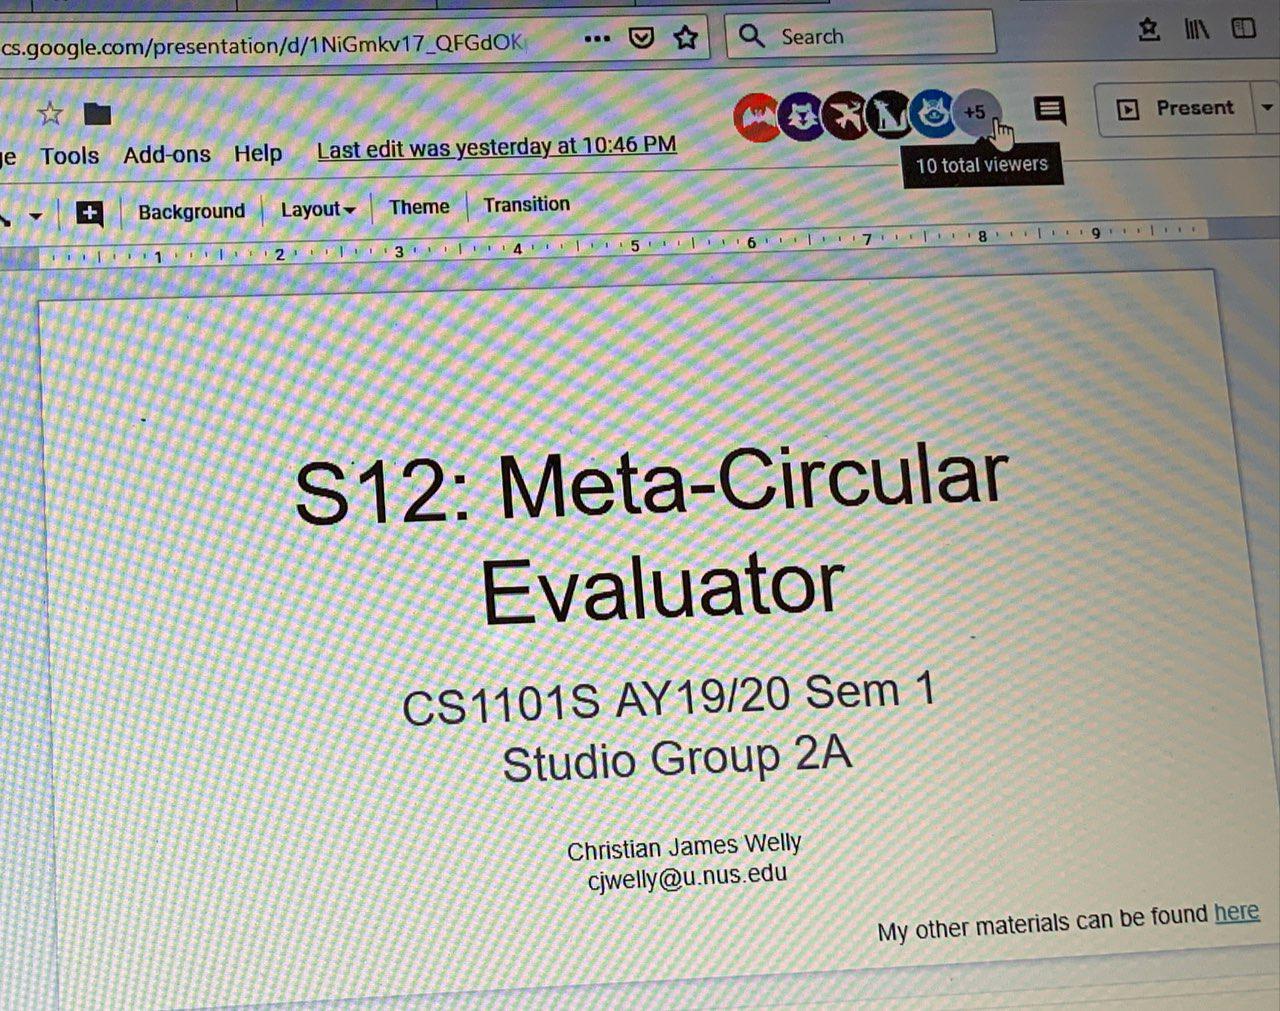 cs.google.com/presentation/d/1NiGmkv17_QFGdOK
Search
+5
Present
Tools Add-ons Help Last edit was yesterday at 10:46 PM
10 total viewers
Background Layout Theme Transition
1 2 3 4 5 6 7 8 9
S12: Meta-Circular
Evaluator
CS1101S AY19/20 Sem 1
Studio Group 2A
Christian James Welly
cjwelly@u.nus.edu
My other materials can be found here